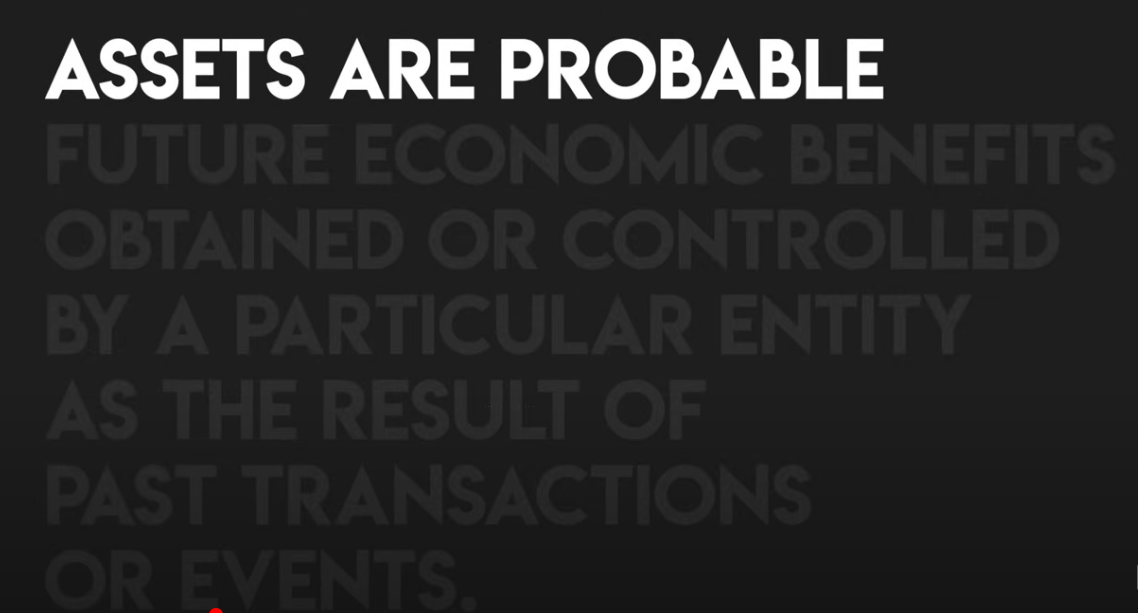 ASSETS ARE PROBABLE
FUTURE ECONOMIC BENEFITS
OBTAINED OR CONTROLLED
BY A PARTICULAR ENTITY
AS THE RESULT OF
PAST TRANSACTIONS
OR EVENTS.